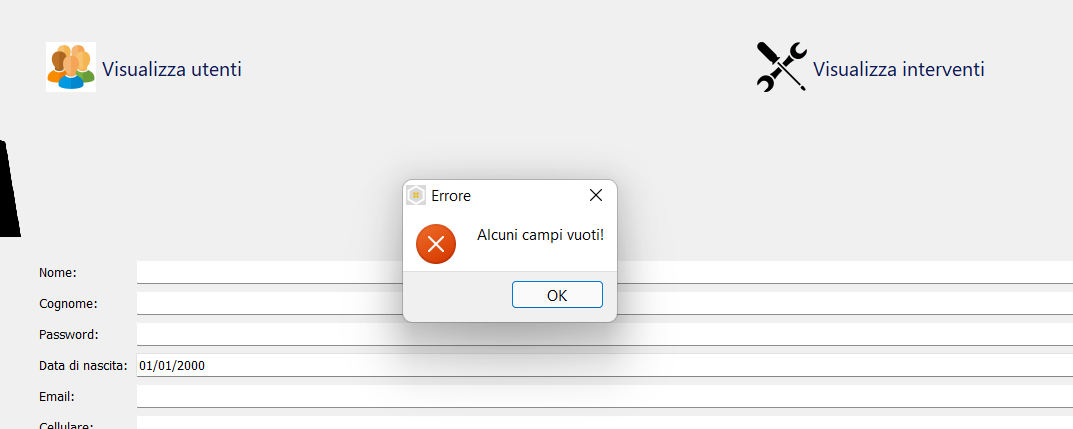 Visualizza utenti
Visualizza interventi
Errore
Alcuni campi vuoti!
OK
Nome:
Cognome:
Password:
Data di nascita: 01/01/2000
Email:
Cellulare: